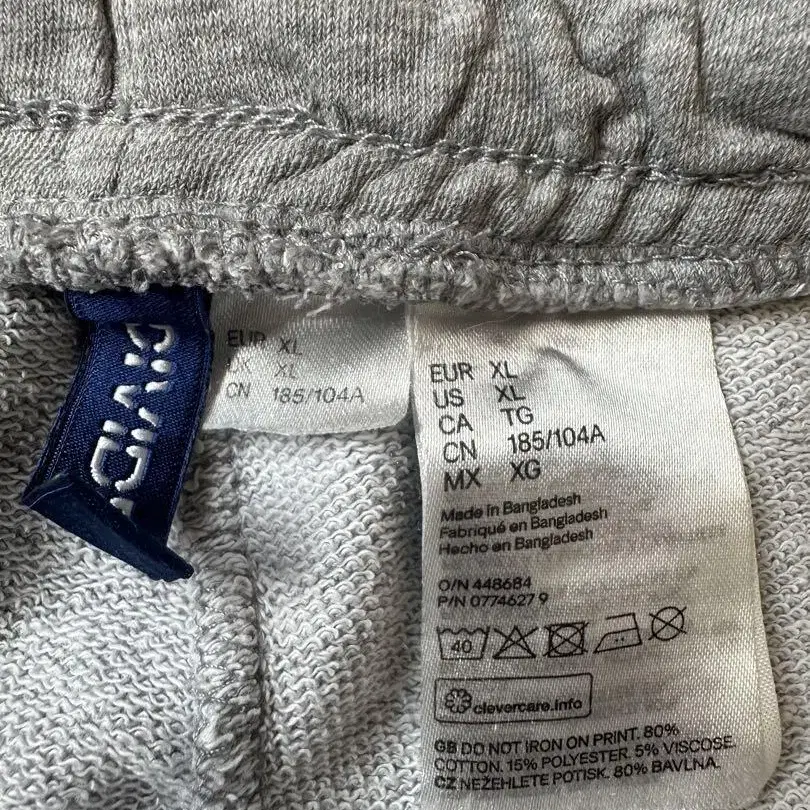 DIVID
EUR XL
XL
CN 185/104A
EUR XL
US XL
CA TG
CN 185/104A
MX XG
Made in Bangladesh
Fabriqué en Bangladesh
Hecho en Bangladesh
O/N 448684
P/N 0774627 9
40
clevercare.info
GB DO NOT IRON ON PRINT. 80%
COTTON. 15% POLYESTER. 5% VISCOSE.
CZ NEŽEHLETE POTISK. 80% BAVLNA.